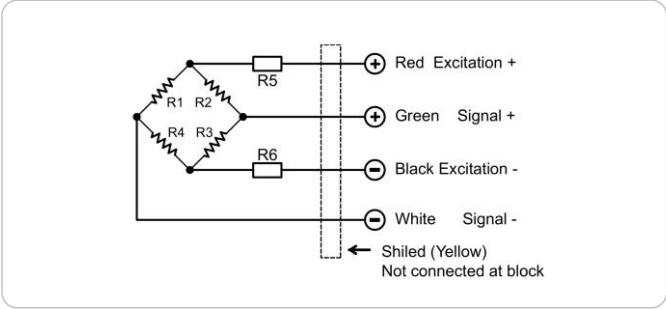 Red Excitation +
R5
R1 R2
Green Signal +
R4 R3
R6
Black Excitation -
White Signal -
Shiled (Yellow)
Not connected at block